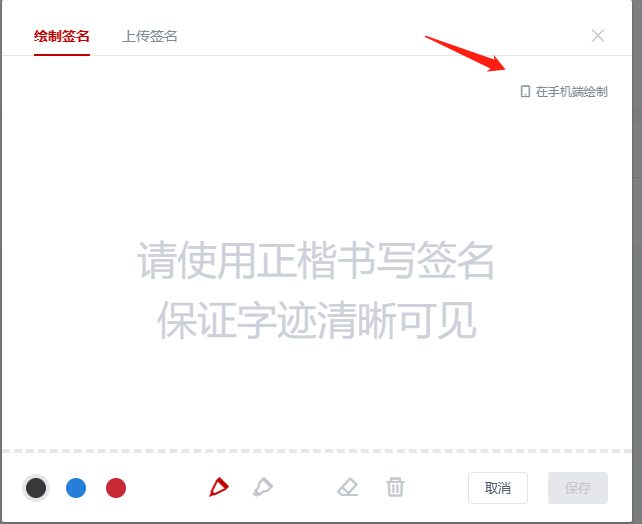 绘制签名 上传签名
在手机端绘制
请使用正楷书写签名
保证字迹清晰可见
取消 保存